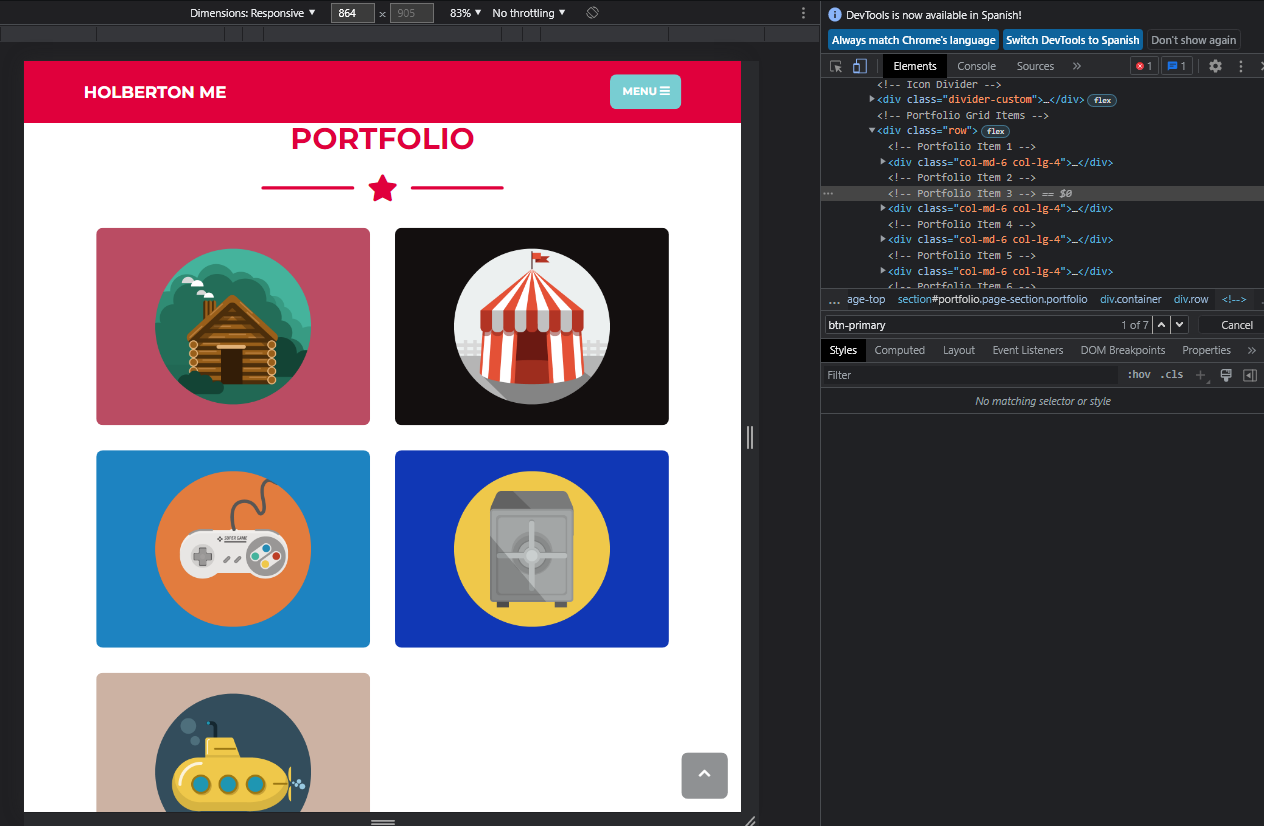 Dimensions: Responsive ▼ 864 × 905 83% ▼ No throttling ▼
HOLBERTON ME
MENU
PORTFOLIO
SUPER GAME
DevTools is now available in Spanish!
Always match Chrome's language Switch DevTools to Spanish Don't show again
Elements Console Sources » 1 1
<!-- Icon Divider -->
<div class="divider-custom">…</div> flex
<!-- Portfolio Grid Items -->
<div class="row"> flex
<!-- Portfolio Item 1 -->
<div class="col-md-6 col-lg-4">…</div>
<!-- Portfolio Item 2 -->
<!-- Portfolio Item 3 --> == $0
<div class="col-md-6 col-lg-4">…</div>
<!-- Portfolio Item 4 -->
<div class="col-md-6 col-lg-4">…</div>
<!-- Portfolio Item 5 -->
<div class="col-md-6 col-lg-4">…</div>
<!-- Portfolio Item 6 -->
… age-top section#portfolio.page-section.portfolio div.container div.row <!-->
btn-primary 1 of 7 Cancel
Styles Computed Layout Event Listeners DOM Breakpoints Properties »
Filter :hov .cls +
No matching selector or style